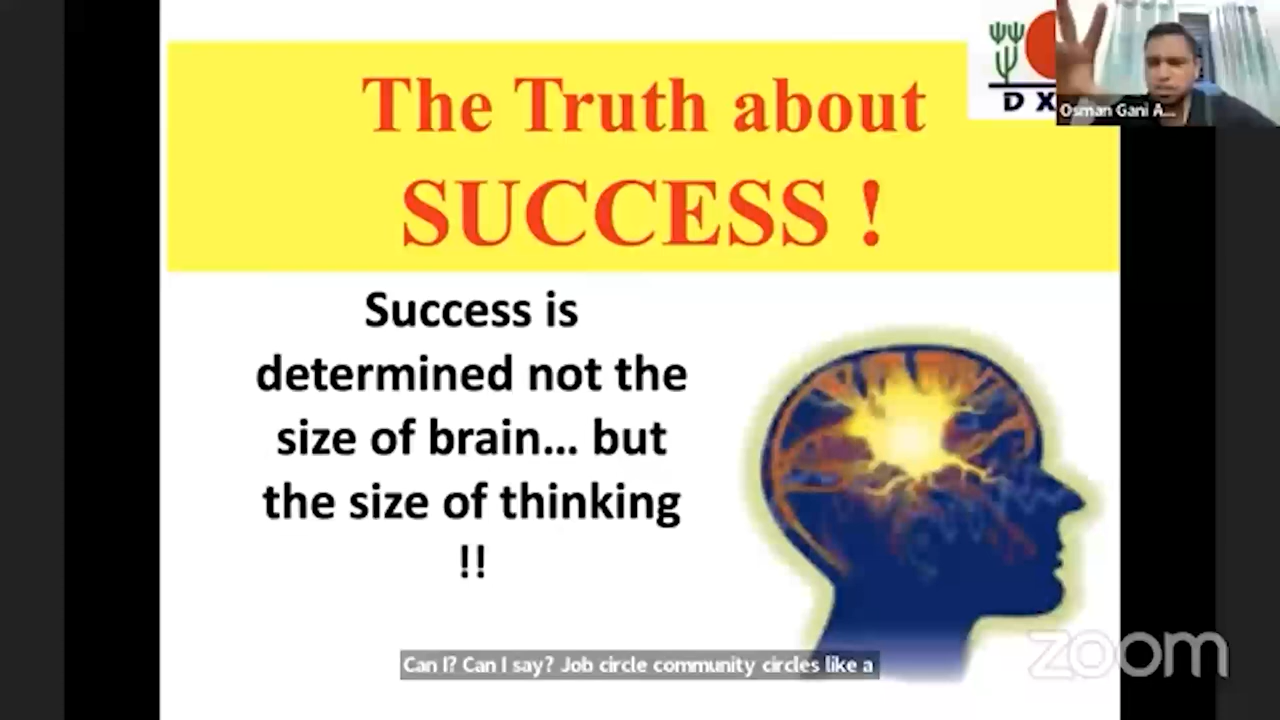 The Truth about
SUCCESS !
DX
Osman Gani A...
Success is
determined not the
size of brain... but
the size of thinking
!!
Can I? Can I say? Job circle community circles like a
zoom